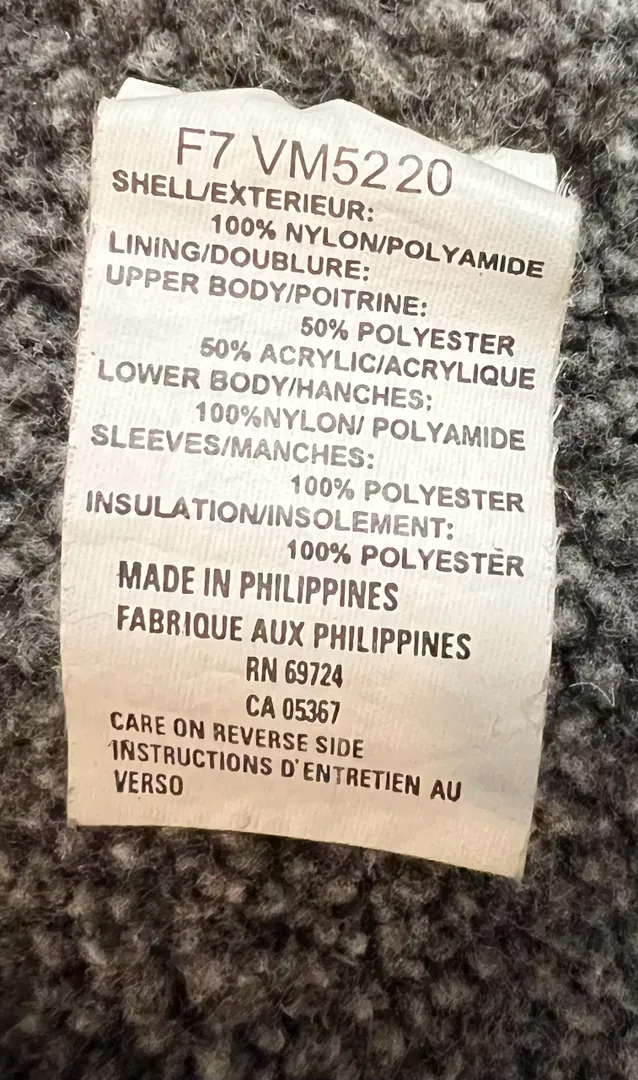 F7 VM5220
SHELL/EXTERIEUR:
100% NYLON/POLYAMIDE
LINING/DOUBLURE:
UPPER BODY/POITRINE:
50% POLYESTER
50% ACRYLIC/ACRYLIQUE
LOWER BODY/HANCHES:
100%NYLON/ POLYAMIDE
SLEEVES/MANCHES:
100% POLYESTER
INSULATION/INSOLEMENT:
100% POLYESTER
MADE IN PHILIPPINES
FABRIQUE AUX PHILIPPINES
RN 69724
CA 05367
CARE ON REVERSE SIDE
INSTRUCTIONS D'ENTRETIEN AU
VERSO